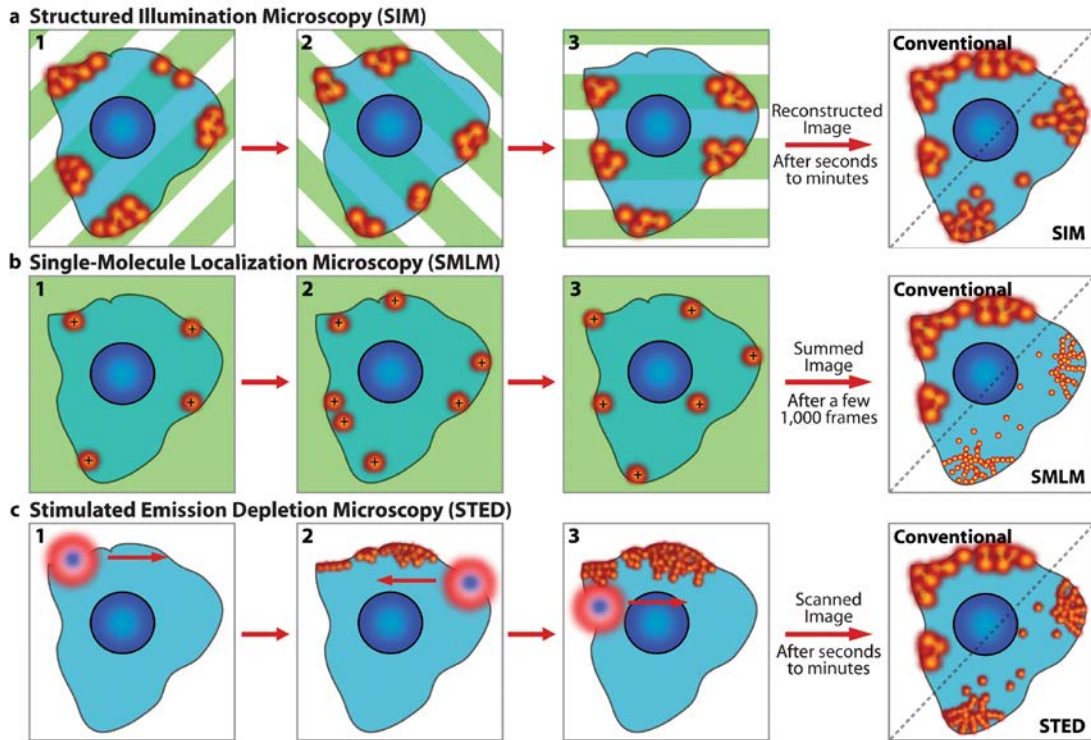 a Structured Illumination Microscopy (SIM)
1
2
3
Reconstructed
Image
After seconds
to minutes
Conventional
SIM
b Single-Molecule Localization Microscopy (SMLM)
1
2
3
Summed
Image
After a few
1,000 frames
Conventional
SMLM
c Stimulated Emission Depletion Microscopy (STED)
1
2
3
Scanned
Image
After seconds
to minutes
Conventional
STED